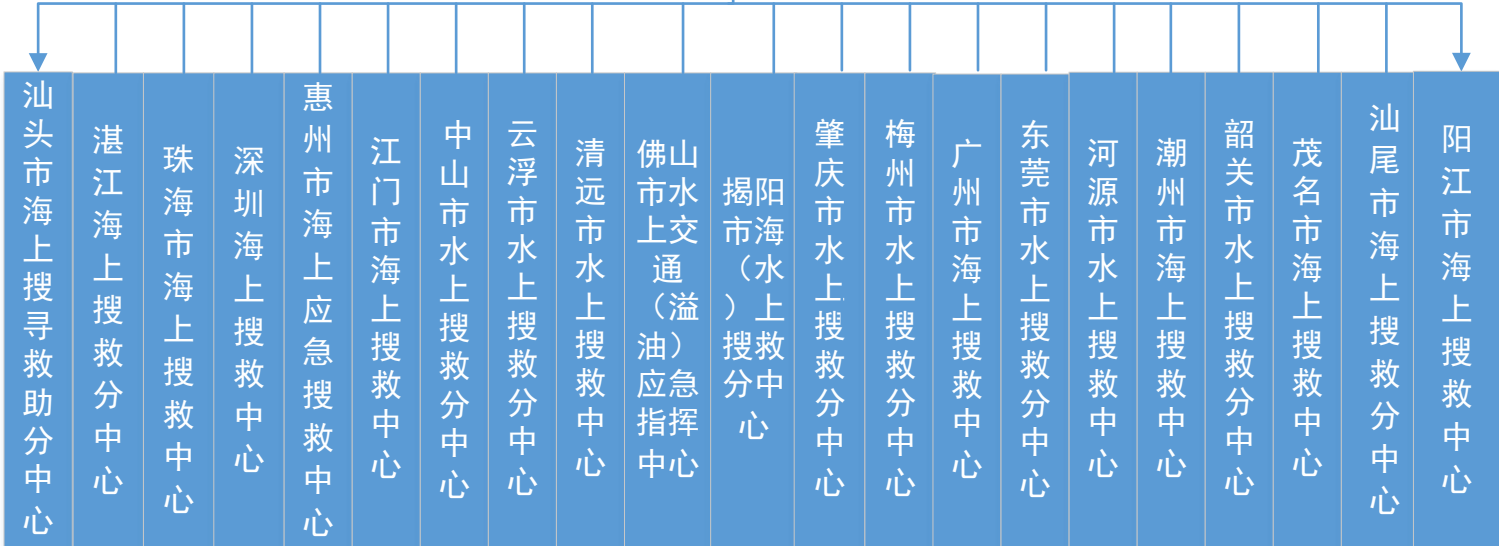 汕头市海上搜寻救助分中心
湛江海上搜救分中心
珠海市海上搜救中心
深圳海上搜救中心
惠州市海上应急搜救中心
江门市海上搜救中心
中山市水上搜救分中心
云浮市水上搜救分中心
清远市水上搜救中心
佛山市水上交通（溢油）应急指挥中心
揭阳市海（水）上搜救分中心
肇庆市水上搜救分中心
梅州市水上搜救分中心
广州市海上搜救中心
东莞市水上搜救分中心
河源市水上搜救中心
潮州市海上搜救中心
韶关市水上搜救分中心
茂名市海上搜救中心
汕尾市海上搜救分中心
阳江市海上搜救中心